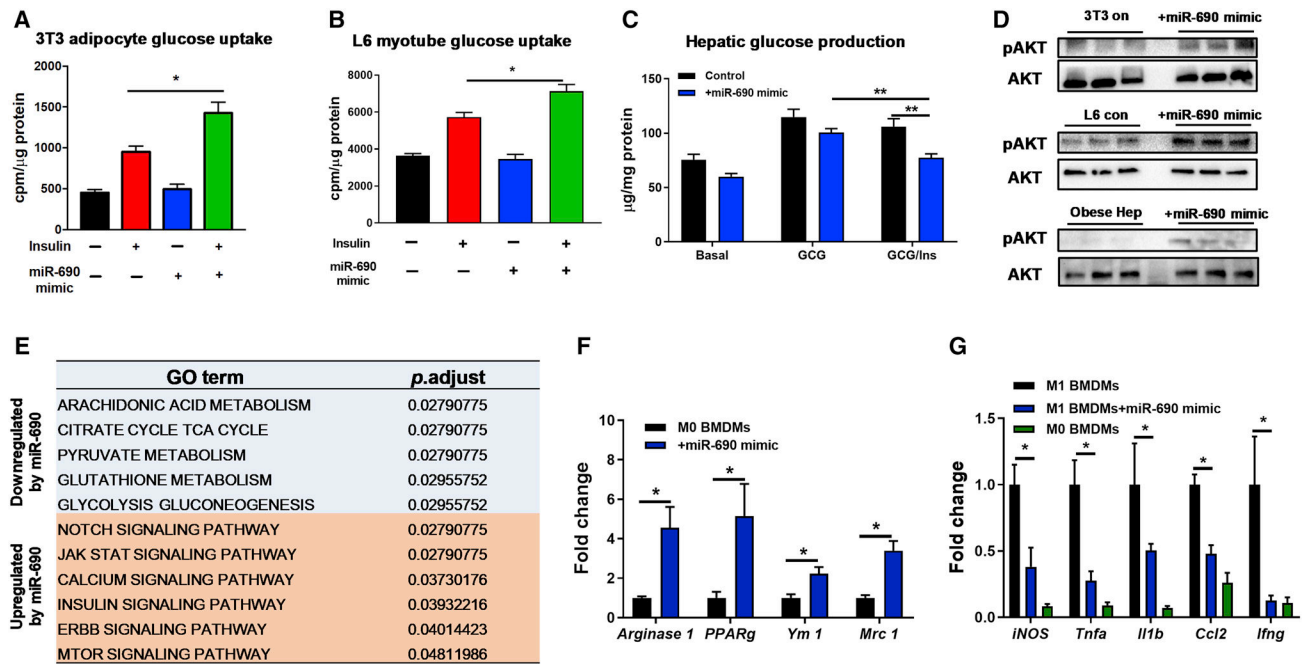 A
3T3 adipocyte glucose uptake
cpm/µg protein
2000
1500
1000
500
0
*
Insulin — + — +
miR-690 mimic — — + +
B
L6 myotube glucose uptake
cpm/µg protein
8000
6000
4000
2000
0
*
Insulin — + — +
miR-690 mimic — — + +
C
Hepatic glucose production
µg/mg protein
150
100
50
0
Control
+miR-690 mimic
**
**
Basal GCG GCG/Ins
D
3T3 on +miR-690 mimic
pAKT
AKT
L6 con +miR-690 mimic
pAKT
AKT
Obese Hep +miR-690 mimic
pAKT
AKT
E
GO term p.adjust
Downregulated by miR-690
ARACHIDONIC ACID METABOLISM 0.02790775
CITRATE CYCLE TCA CYCLE 0.02790775
PYRUVATE METABOLISM 0.02790775
GLUTATHIONE METABOLISM 0.02955752
GLYCOLYSIS GLUCONEOGENESIS 0.02955752
Upregulated by miR-690
NOTCH SIGNALING PATHWAY 0.02790775
JAK STAT SIGNALING PATHWAY 0.02790775
CALCIUM SIGNALING PATHWAY 0.03730176
INSULIN SIGNALING PATHWAY 0.03932216
ERBB SIGNALING PATHWAY 0.04014423
MTOR SIGNALING PATHWAY 0.04811986
F
Fold change
10
8
6
4
2
0
M0 BMDMs
+miR-690 mimic
* * * *
Arginase 1 PPARg Ym 1 Mrc 1
G
M1 BMDMs
M1 BMDMs+miR-690 mimic
M0 BMDMs
Fold change
1.5
1.0
0.5
0.0
* * * * *
iNOS Tnfa Il1b Ccl2 Ifng